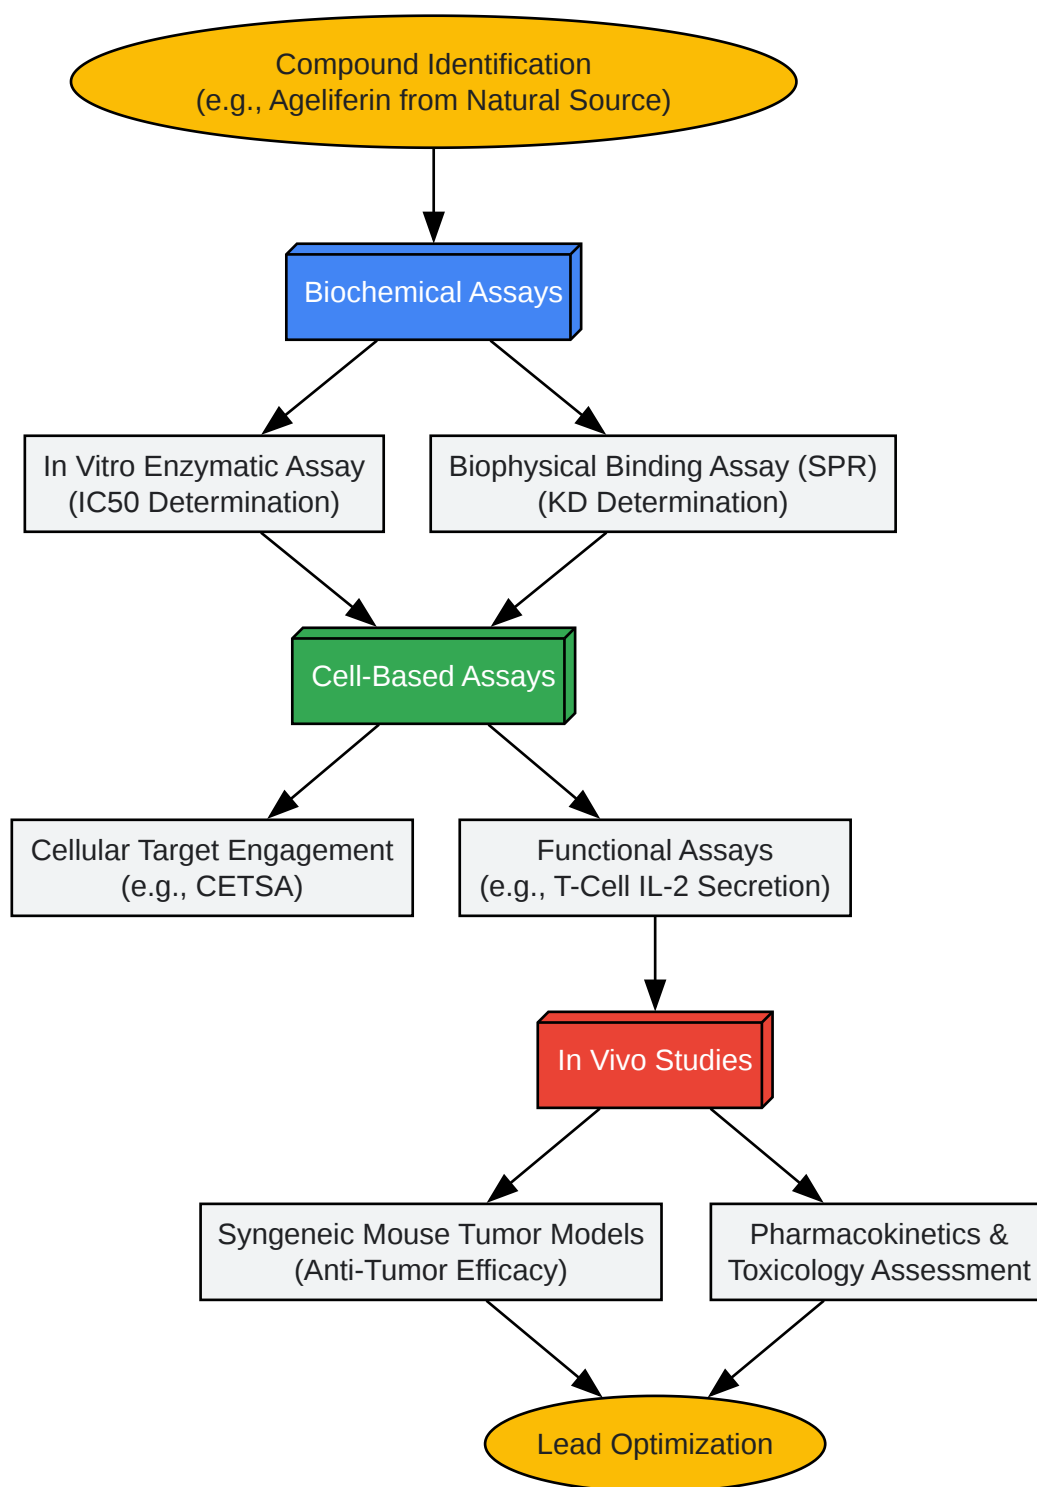 Compound Identification
(e.g., Ageliferin from Natural Source)
Biochemical Assays
In Vitro Enzymatic Assay
(IC50 Determination)
Biophysical Binding Assay (SPR)
(KD Determination)
Cell-Based Assays
Cellular Target Engagement
(e.g., CETSA)
Functional Assays
(e.g., T-Cell IL-2 Secretion)
In Vivo Studies
Syngeneic Mouse Tumor Models
(Anti-Tumor Efficacy)
Pharmacokinetics &
Toxicology Assessment
Lead Optimization